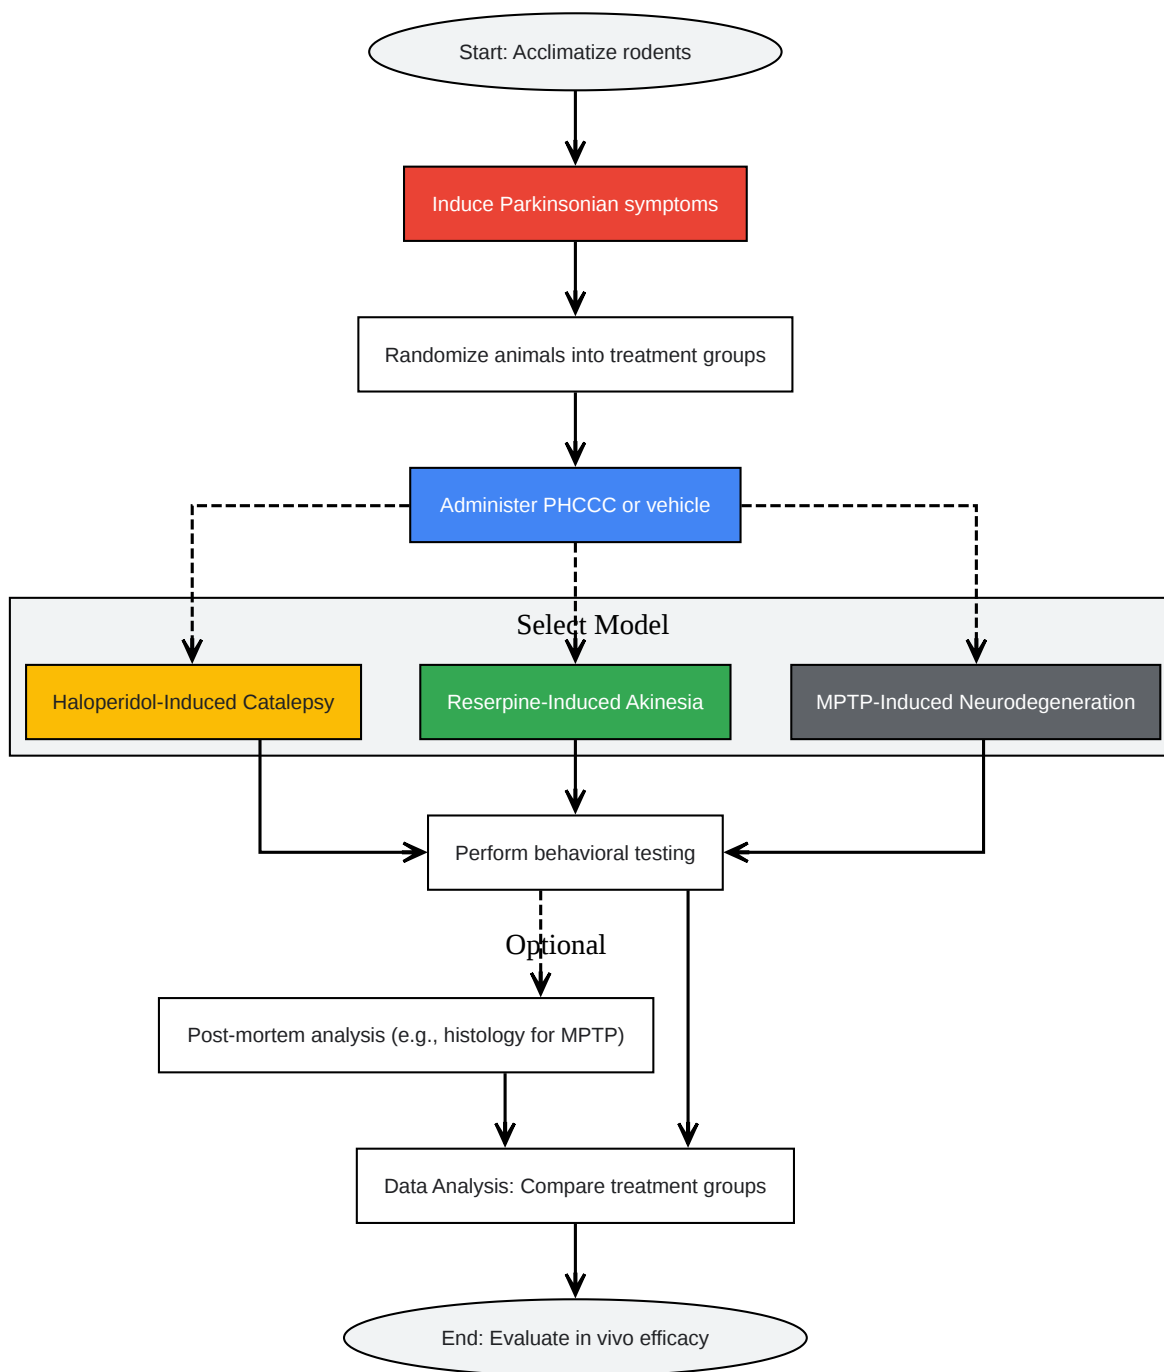 Start: Acclimatize rodents
Induce Parkinsonian symptoms
Randomize animals into treatment groups
Administer PHCCC or vehicle
Select Model
Haloperidol-Induced Catalepsy
Reserpine-Induced Akinesia
MPTP-Induced Neurodegeneration
Perform behavioral testing
Optional
Post-mortem analysis (e.g., histology for MPTP)
Data Analysis: Compare treatment groups
End: Evaluate in vivo efficacy